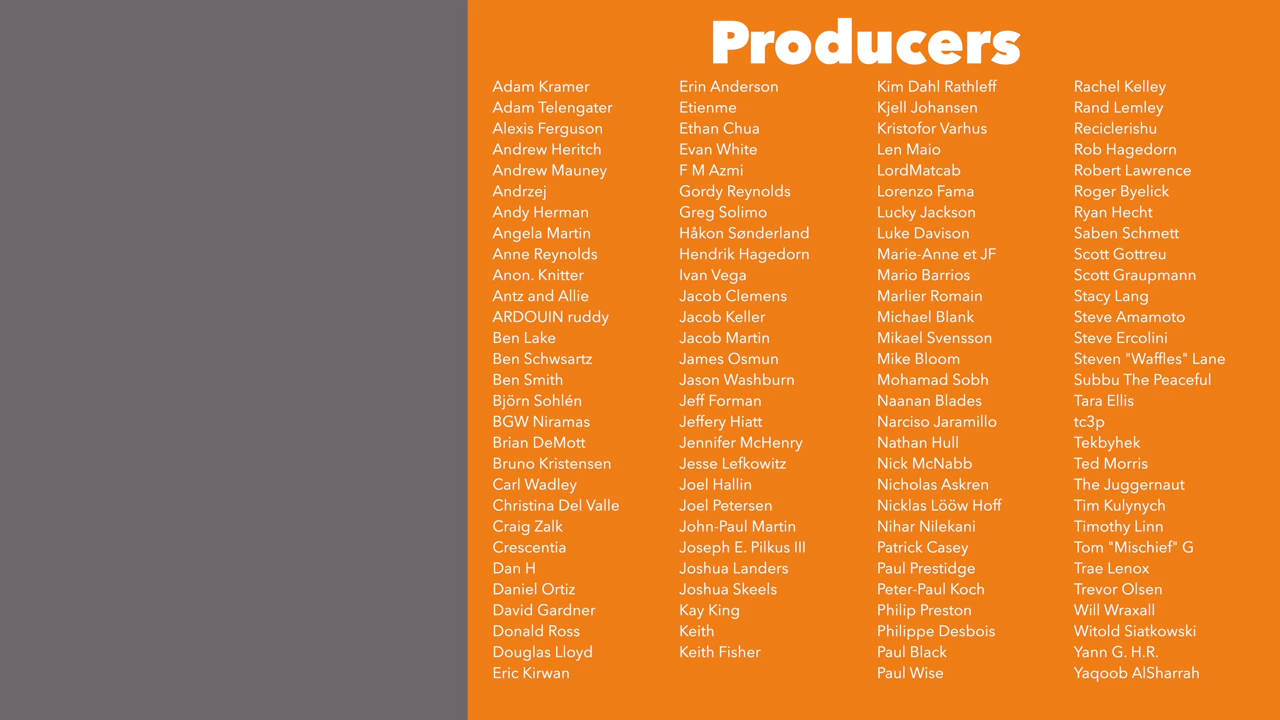 Producers
Adam Kramer
Adam Telengater
Alexis Ferguson
Andrew Heritch
Andrew Mauney
Andrzej
Andy Herman
Angela Martin
Anne Reynolds
Anon. Knitter
Antz and Allie
ARDOUIN ruddy
Ben Lake
Ben Schwsartz
Ben Smith
Björn Sohlén
BGW Niramas
Brian DeMott
Bruno Kristensen
Carl Wadley
Christina Del Valle
Craig Zalk
Crescentia
Dan H
Daniel Ortiz
David Gardner
Donald Ross
Douglas Lloyd
Eric Kirwan
Erin Anderson
Etienme
Ethan Chua
Evan White
F M Azmi
Gordy Reynolds
Greg Solimo
Håkon Sønderland
Hendrik Hagedorn
Ivan Vega
Jacob Clemens
Jacob Keller
Jacob Martin
James Osmun
Jason Washburn
Jeff Forman
Jeffery Hiatt
Jennifer McHenry
Jesse Lefkowitz
Joel Hallin
Joel Petersen
John-Paul Martin
Joseph E. Pilkus III
Joshua Landers
Joshua Skeels
Kay King
Keith
Keith Fisher
Kim Dahl Rathleff
Kjell Johansen
Kristofor Varhus
Len Maio
LordMatcab
Lorenzo Fama
Lucky Jackson
Luke Davison
Marie-Anne et JF
Mario Barrios
Marlier Romain
Michael Blank
Mikael Svensson
Mike Bloom
Mohamad Sobh
Naanan Blades
Narciso Jaramillo
Nathan Hull
Nick McNabb
Nicholas Askren
Nicklas Lööw Hoff
Nihar Nilekani
Patrick Casey
Paul Prestidge
Peter-Paul Koch
Philip Preston
Philippe Desbois
Paul Black
Paul Wise
Rachel Kelley
Rand Lemley
Reciclerishu
Rob Hagedorn
Robert Lawrence
Roger Byelick
Ryan Hecht
Saben Schmett
Scott Gottreu
Scott Graupmann
Stacy Lang
Steve Amamoto
Steve Ercolini
Steven "Waffles" Lane
Subbu The Peaceful
Tara Ellis
tc3p
Tekbyhek
Ted Morris
The Juggernaut
Tim Kulynych
Timothy Linn
Tom "Mischief" G
Trae Lenox
Trevor Olsen
Will Wraxall
Witold Siatkowski
Yann G. H.R.
Yaqoob AlSharrah